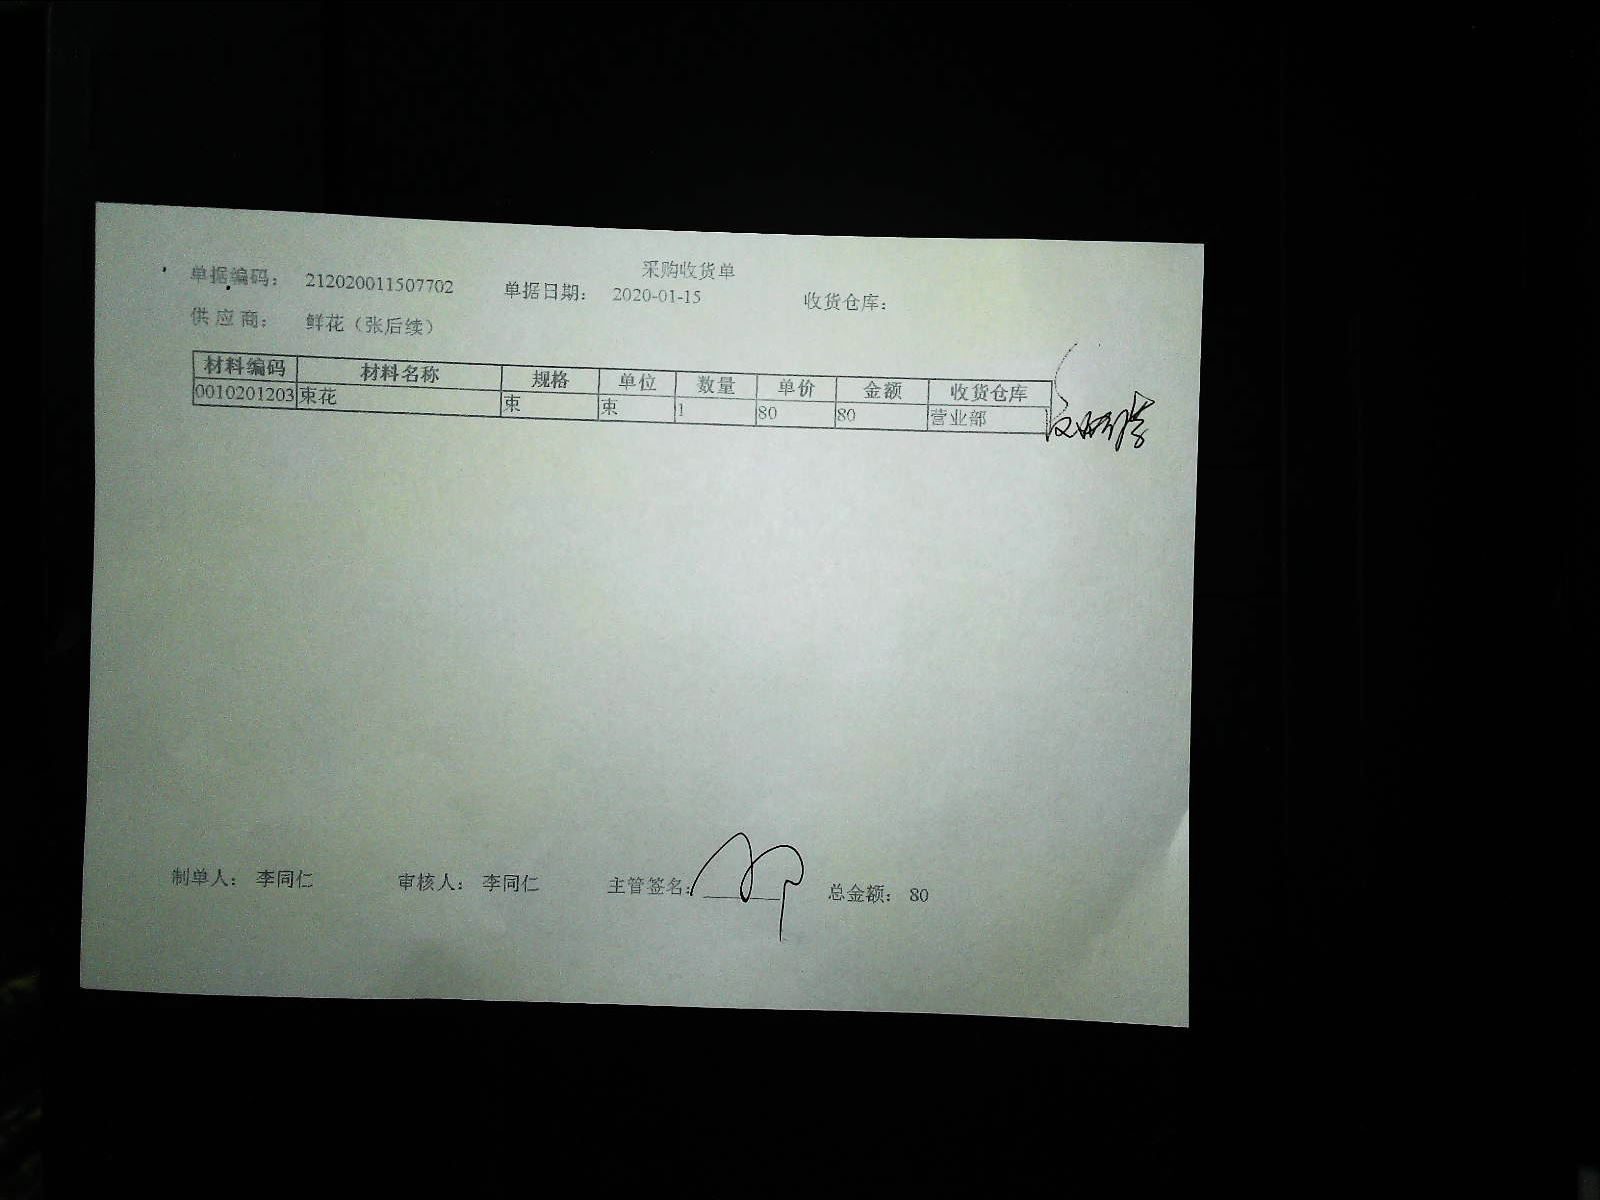 采购收货单
单据编码： 212020011507702 单据日期： 2020-01-15 收货仓库：
供应商： 鲜花（张后续）
材料编码 材料名称 规格 单位 数量 单价 金额 收货仓库
0010201203 束花 束 束 1 80 80 营业部
制单人： 李同仁 审核人： 李同仁 主管签名： 总金额： 80